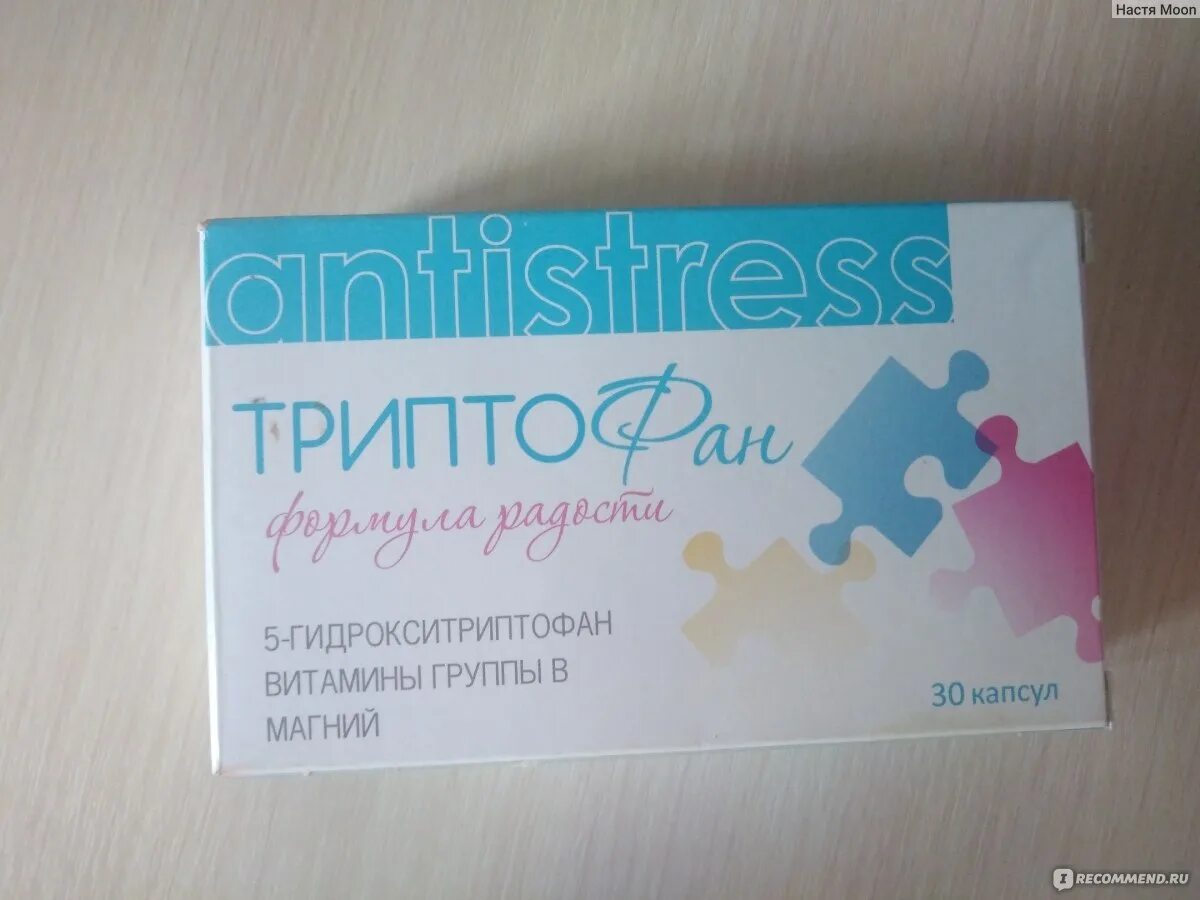 Настя Moon
antistress
ТРИПТОФан
формула радости
5-ГИДРОКСИТРИПТОФАН
ВИТАМИНЫ ГРУППЫ В
МАГНИЙ
30 капсул
I RECOMMEND.RU